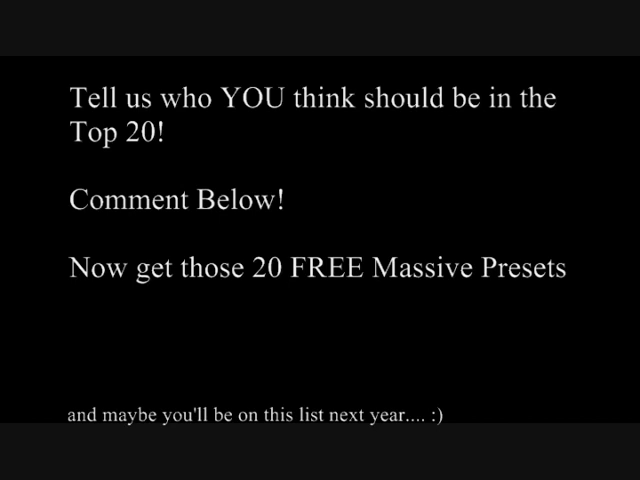 Tell us who YOU think should be in the
Top 20!
Comment Below!
Now get those 20 FREE Massive Presets
and maybe you'll be on this list next year.... :)